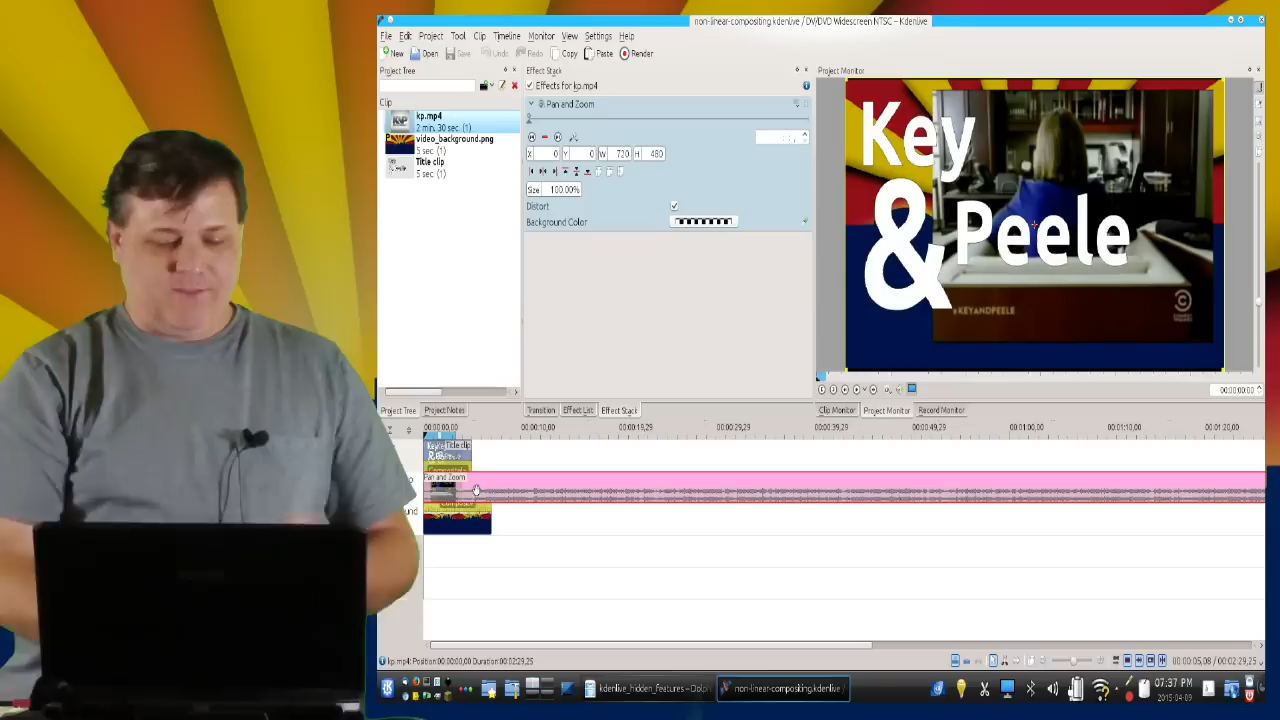 non-linear-compositing.kdenlive / DV/DVD Widescreen NTSC – Kdenlive
File Edit Project Tool Clip Timeline Monitor View Settings Help
New Open Save Undo Redo Copy Paste Render
Project Tree
Effect Stack
Project Monitor
Effects for kp.mp4
Clip
Pan and Zoom
kp.mp4
2 min. 30 sec. (1)
video_background.png
5 sec. (1)
Title clip
5 sec. (1)
X 0 Y 0 W 720 H 480
Size 100.00%
Distort
Background Color
Key
& Peele
#KEYANDPEELE
00:00:00,00
Project Tree Project Notes
Transition Effect List Effect Stack
Clip Monitor Project Monitor Record Monitor
00:00:00,00 00:00:10,00 00:00:19,29 00:00:29,29 00:00:39,29 00:00:49,29 00:01:00,00 00:01:10,00 00:01:20,00
Title clip
Pan and Zoom
kp.mp4: Position:00:00:00,00 Duration:00:02:29,25
00:00:05,08 / 00:02:29,25
kdenlive_hidden_features – Dolph
non-linear-compositing.kdenlive /
07:37 PM
2015-04-09